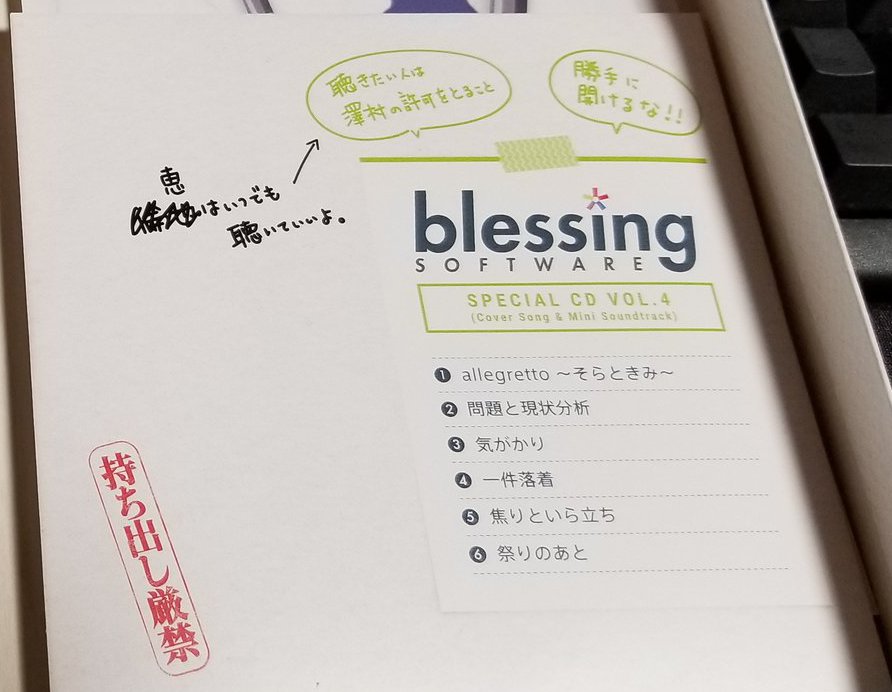 聴きたい人は
澤村の許可をとること
勝手に
開けるな!!
恵
倫也はいつでも
聴いていいよ。
blessing
SOFTWARE
SPECIAL CD VOL.4
(Cover Song & Mini Soundtrack)
1 allegretto ～そらときみ～
2 問題と現状分析
3 気がかり
4 一件落着
5 焦りといら立ち
6 祭りのあと
持ち出し厳禁